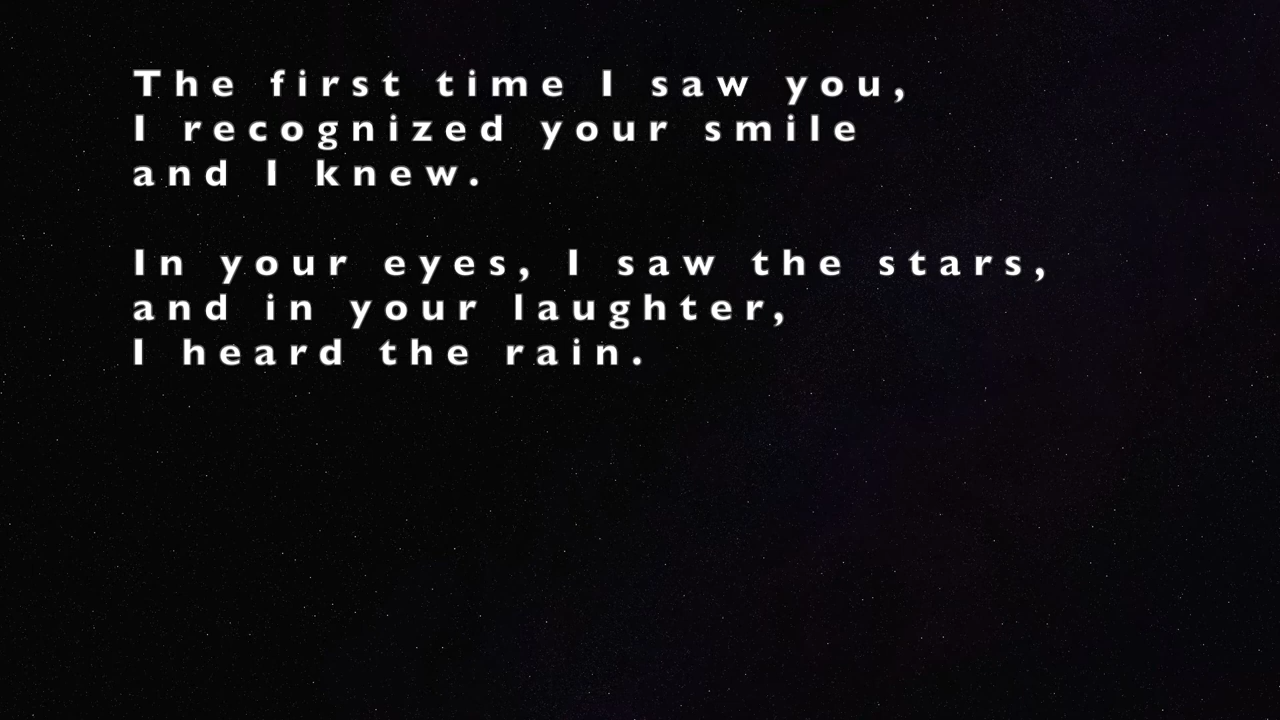 The first time I saw you,
I recognized your smile
and I knew.
In your eyes, I saw the stars,
and in your laughter,
I heard the rain.